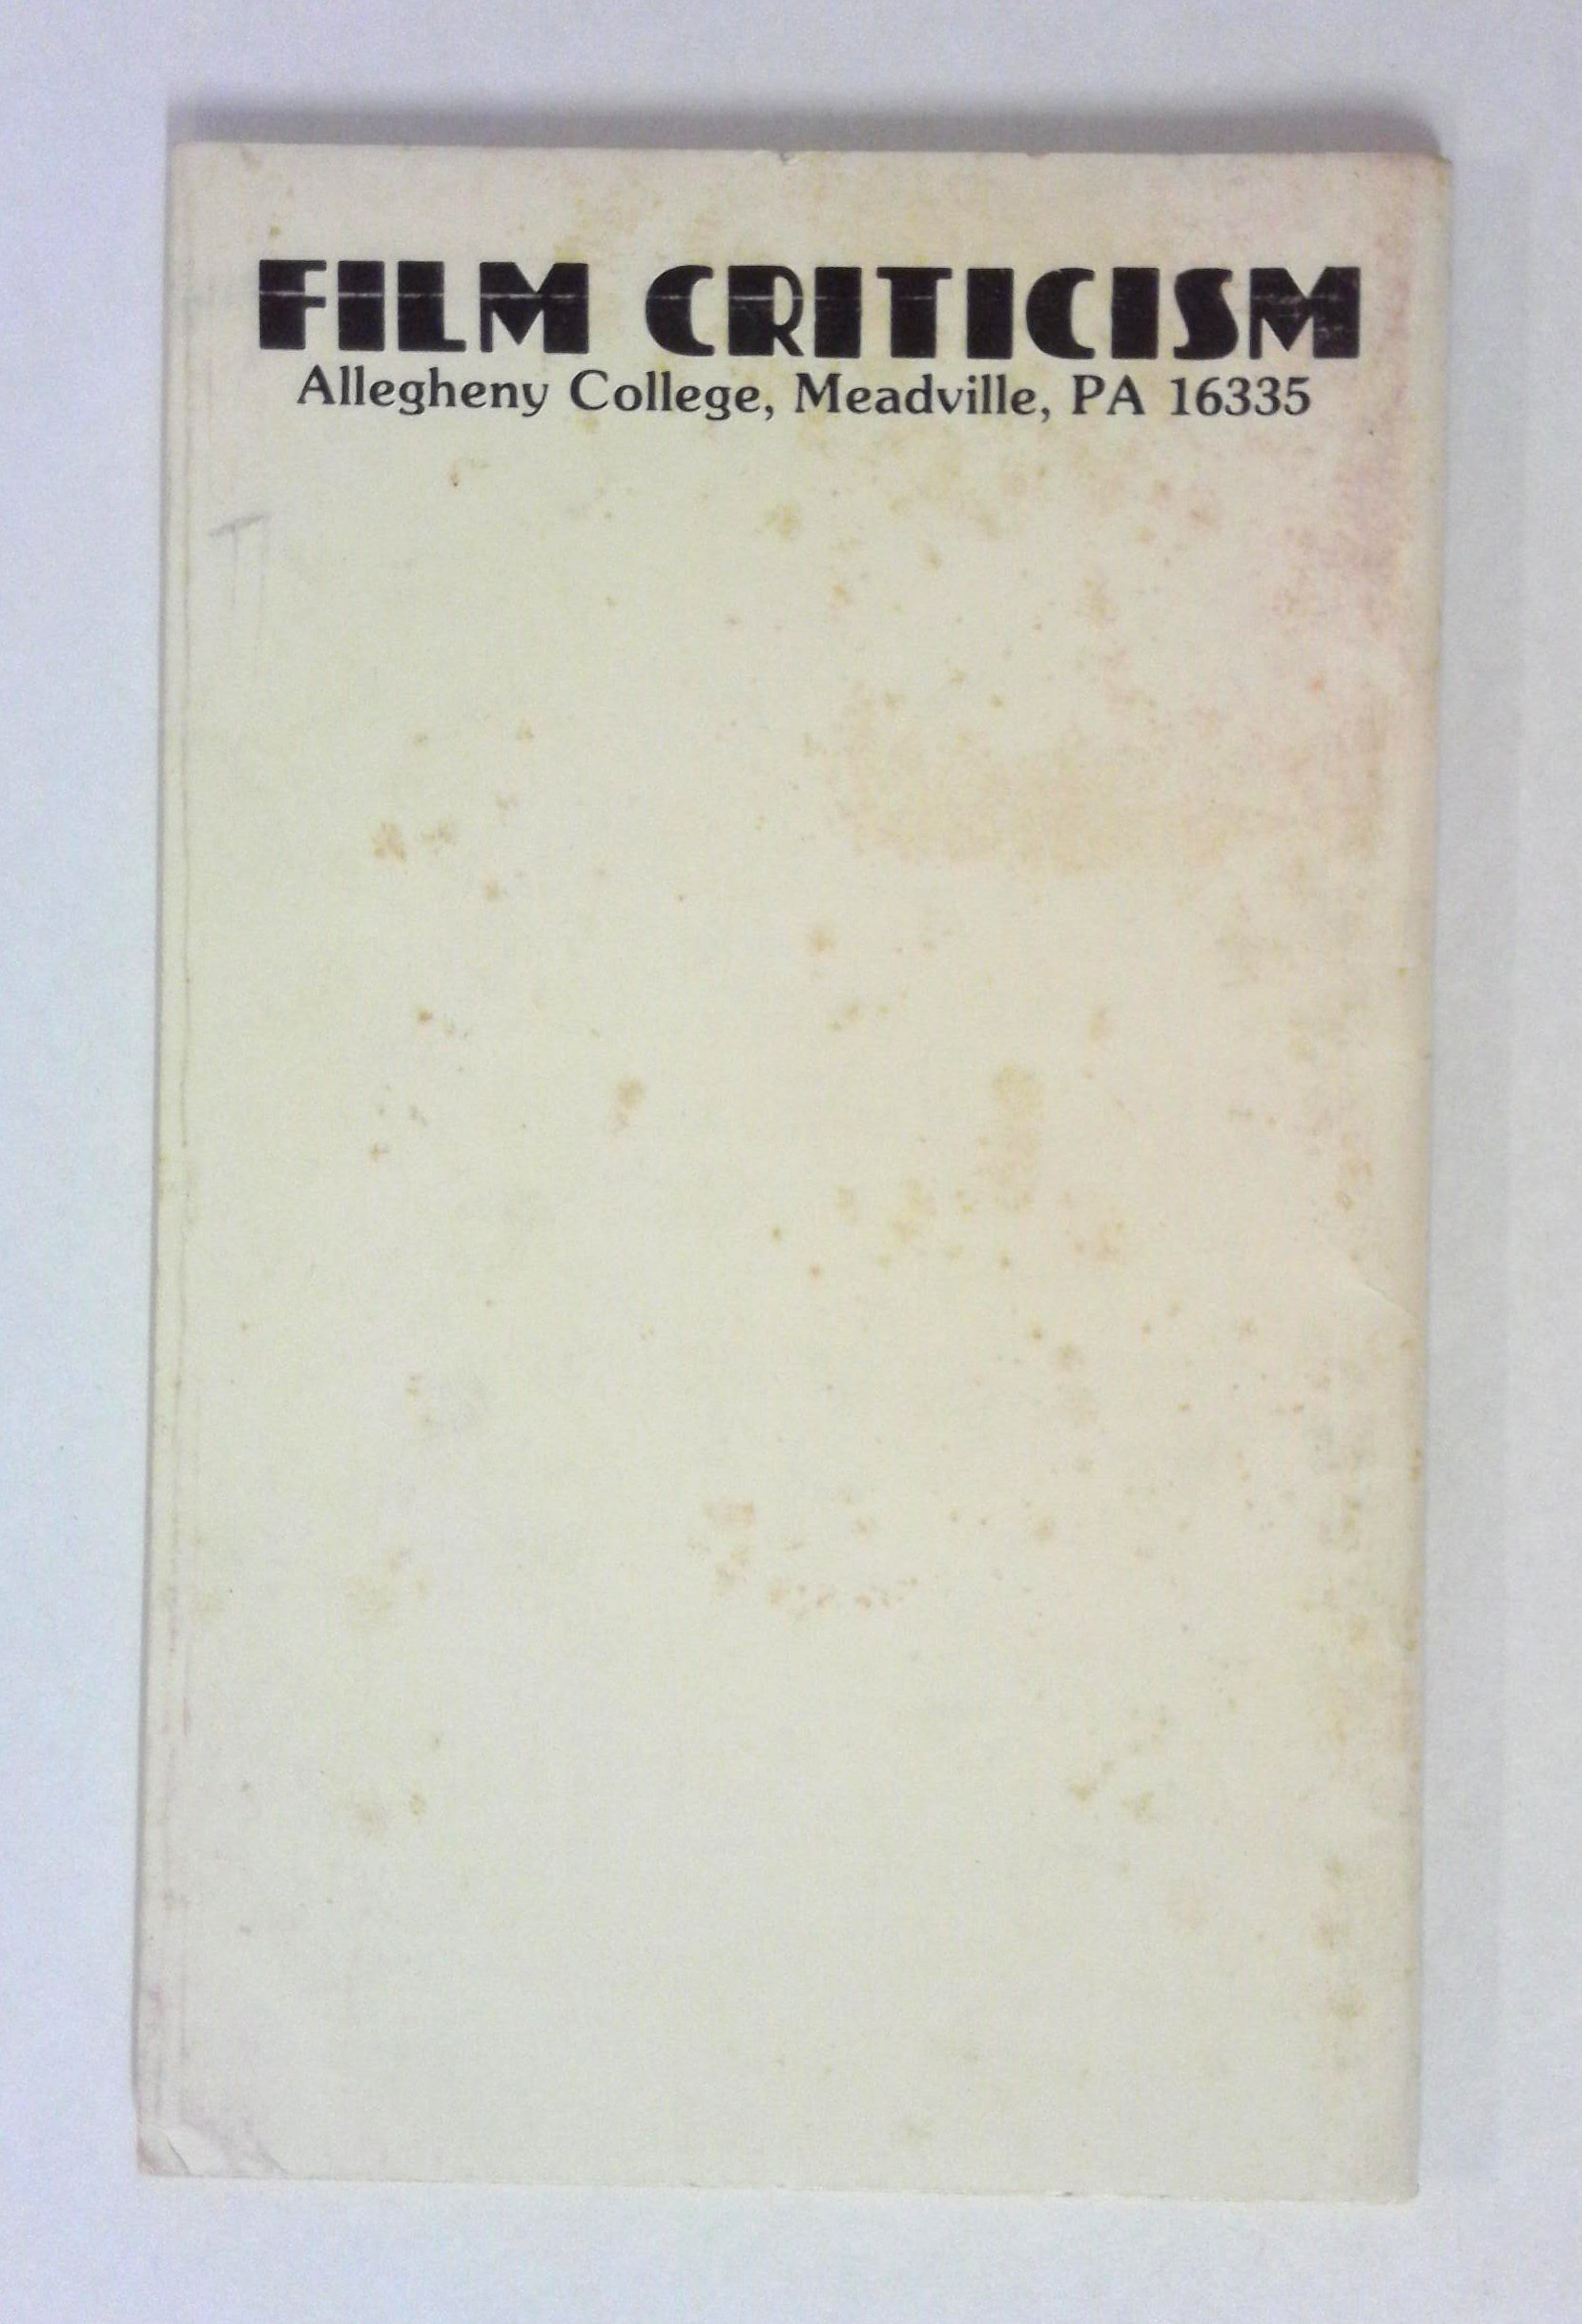 FILM CRITICISM
Allegheny College, Meadville, PA 16335